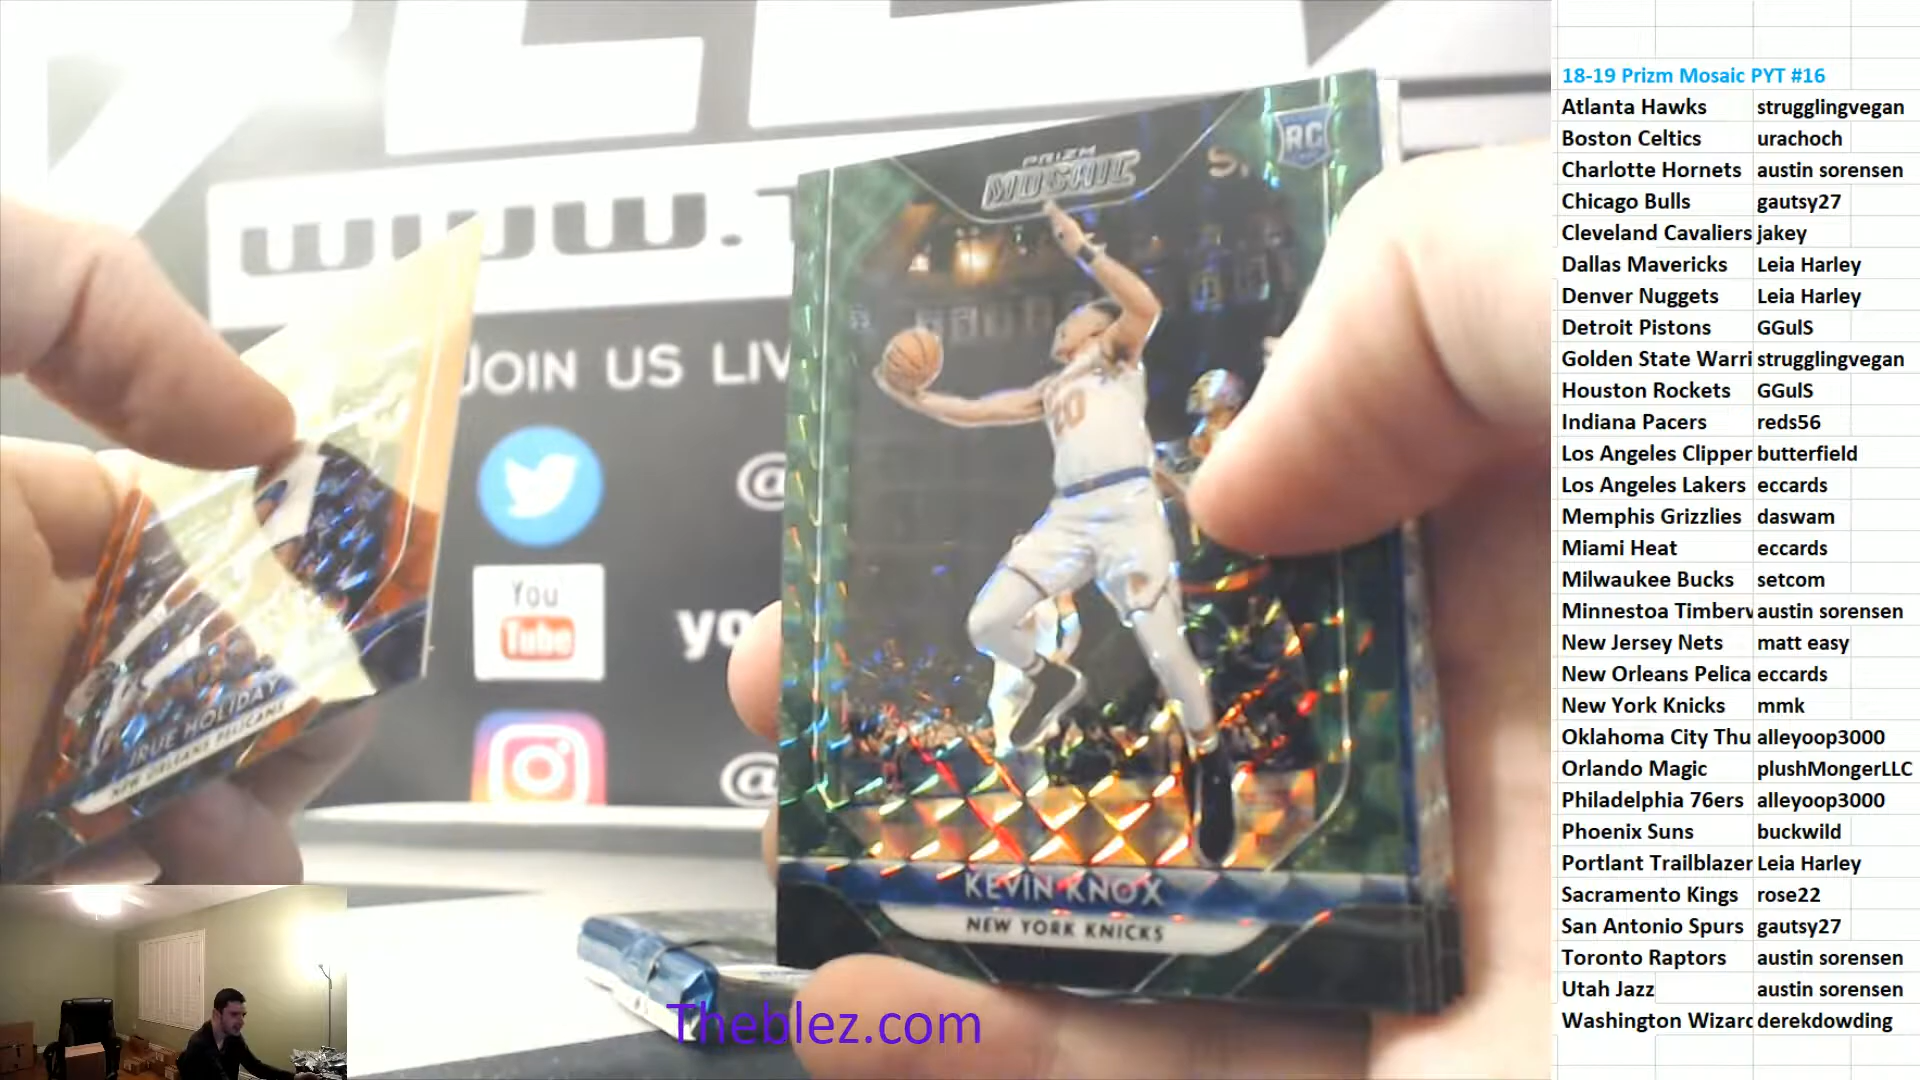 www.
JOIN US LIV
@
You
Tube
yo
@
PRIZM
MOSAIC
RC
20
KEVIN KNOX
NEW YORK KNICKS
JRUE HOLIDAY
NEW ORLEANS PELICANS
Theblez.com
18-19 Prizm Mosaic PYT #16
Atlanta Hawks strugglingvegan
Boston Celtics urachoch
Charlotte Hornets austin sorensen
Chicago Bulls gautsy27
Cleveland Cavaliers jakey
Dallas Mavericks Leia Harley
Denver Nuggets Leia Harley
Detroit Pistons GGulS
Golden State Warri strugglingvegan
Houston Rockets GGulS
Indiana Pacers reds56
Los Angeles Clipper butterfield
Los Angeles Lakers eccards
Memphis Grizzlies daswam
Miami Heat eccards
Milwaukee Bucks setcom
Minnestoa Timberv austin sorensen
New Jersey Nets matt easy
New Orleans Pelica eccards
New York Knicks mmk
Oklahoma City Thu alleyoop3000
Orlando Magic plushMongerLLC
Philadelphia 76ers alleyoop3000
Phoenix Suns buckwild
Portlant Trailblazer Leia Harley
Sacramento Kings rose22
San Antonio Spurs gautsy27
Toronto Raptors austin sorensen
Utah Jazz austin sorensen
Washington Wizarc derekdowding